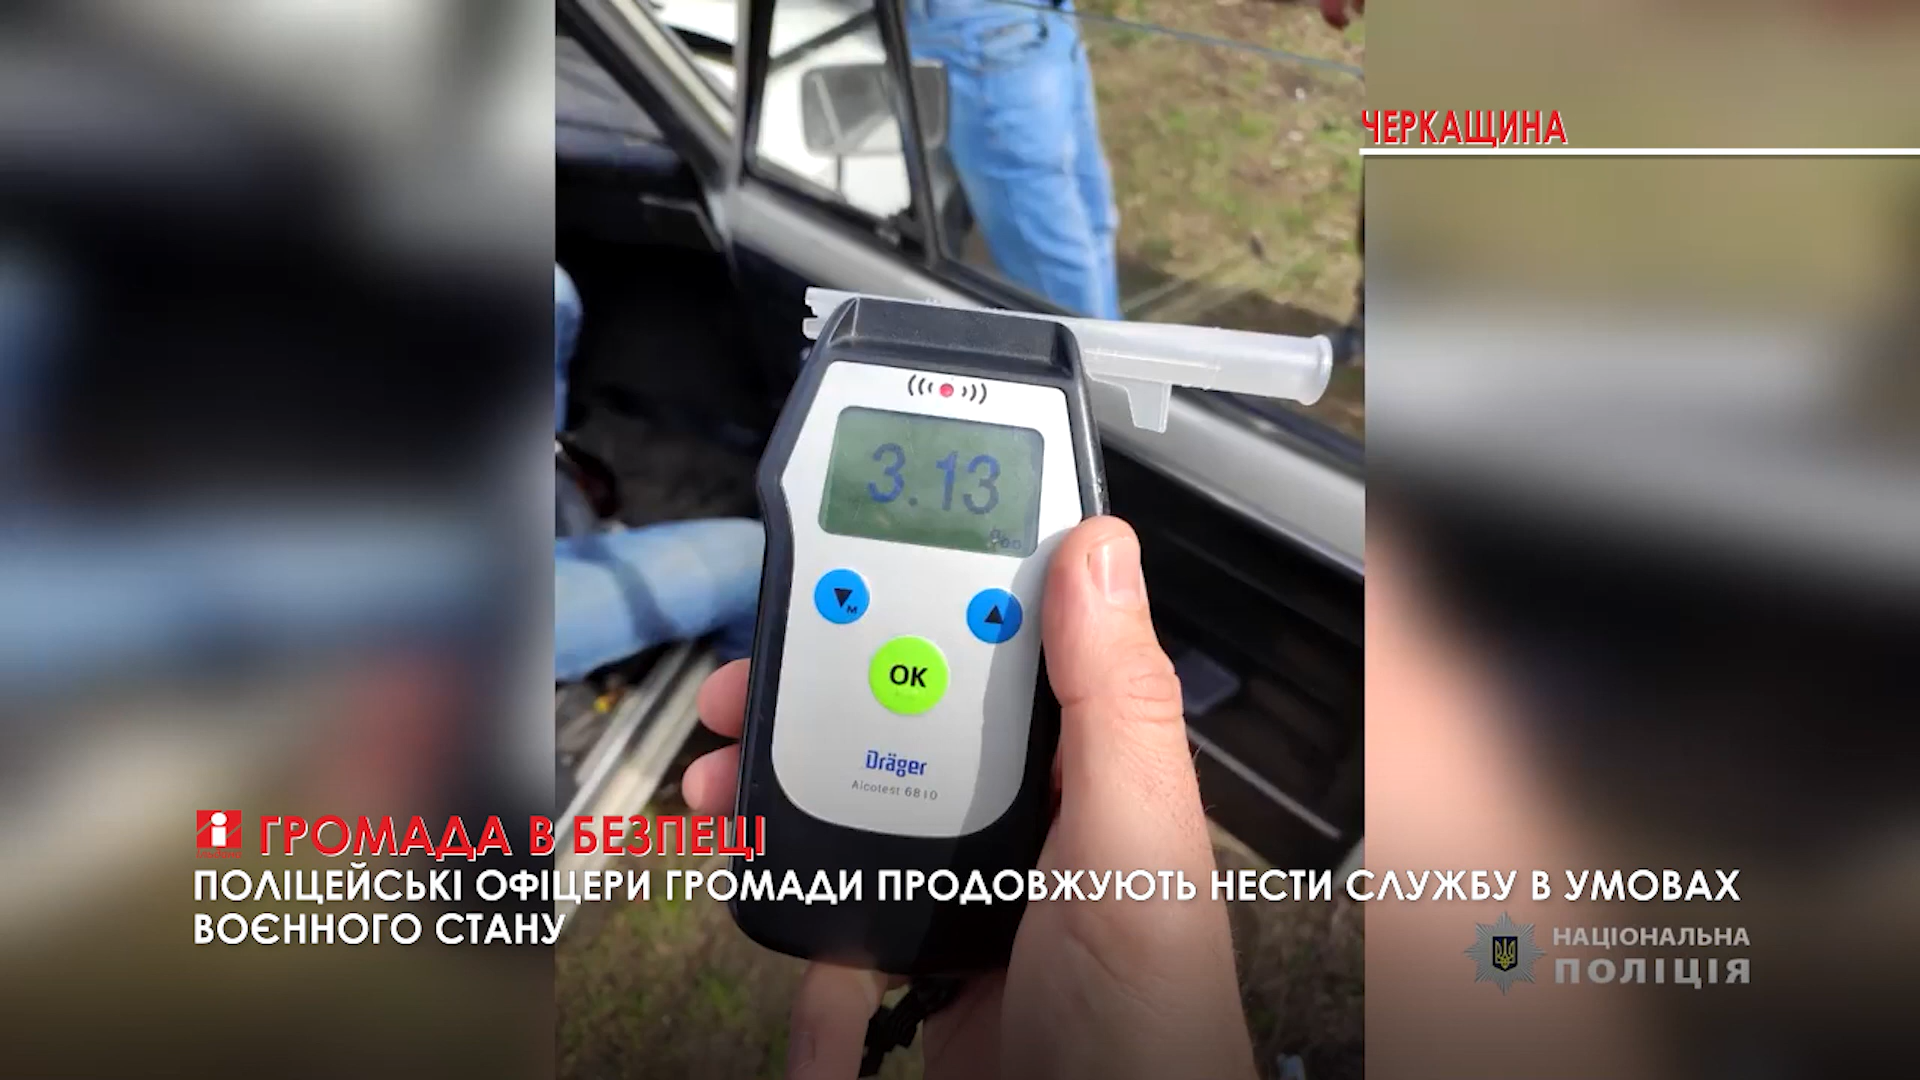 ЧЕРКАЩИНА
3.13
‰
M
OK
Dräger
Alcotest 6810
ГРОМАДА В БЕЗПЕЦІ
ПОЛІЦЕЙСЬКІ ОФІЦЕРИ ГРОМАДИ ПРОДОВЖУЮТЬ НЕСТИ СЛУЖБУ В УМОВАХ
ВОЄННОГО СТАНУ
НАЦІОНАЛЬНА
ПОЛІЦІЯ